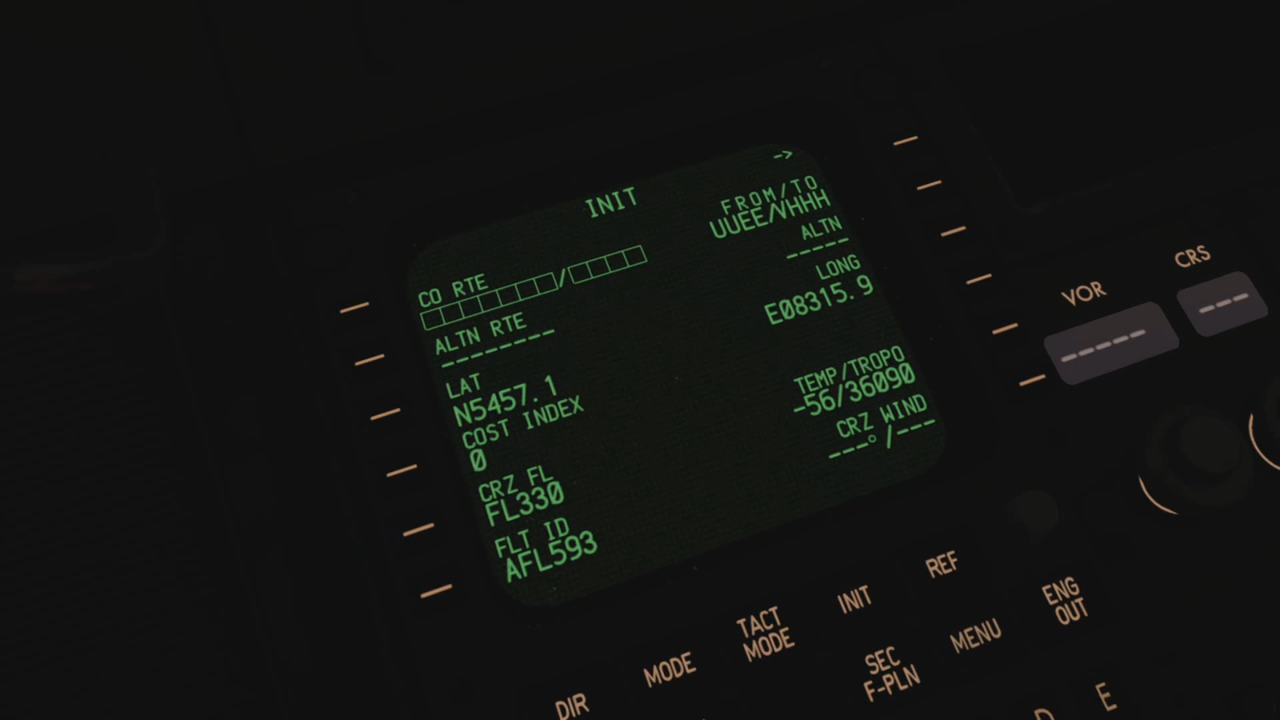 INIT
->
CO RTE
FROM/TO
/
UUEE/VHHH
ALTN RTE
ALTN
--------
-----
LAT
LONG
N5457.1
E08315.9
COST INDEX
0
CRZ FL
TEMP/TROPO
FL330
-56/36090
FLT ID
CRZ WIND
AFL593
---°/---
VOR
CRS
-----
---
DIR
MODE
TACT
MODE
INIT
REF
SEC
F-PLN
MENU
ENG
OUT
D
E